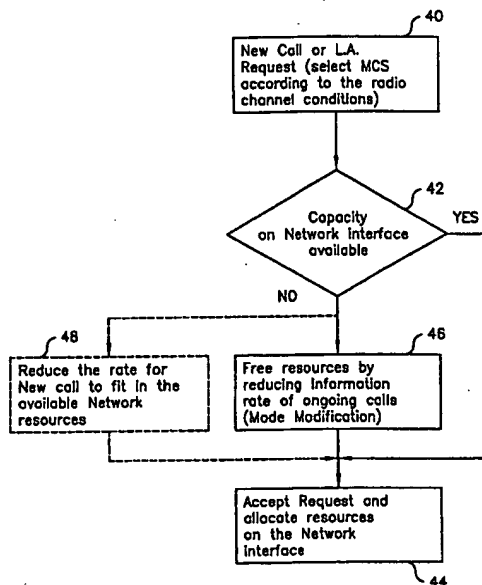 40
New Call or L.A.
Request (select MCS
according to the radio
channel conditions)
42
Capacity
on Network interface
available
YES
NO
48
Reduce the rate for
New call to fit in the
available Network
resources
46
Free resources by
reducing information
rate of ongoing calls
(Mode Modification)
Accept Request and
allocate resources
on the Network
interface
44